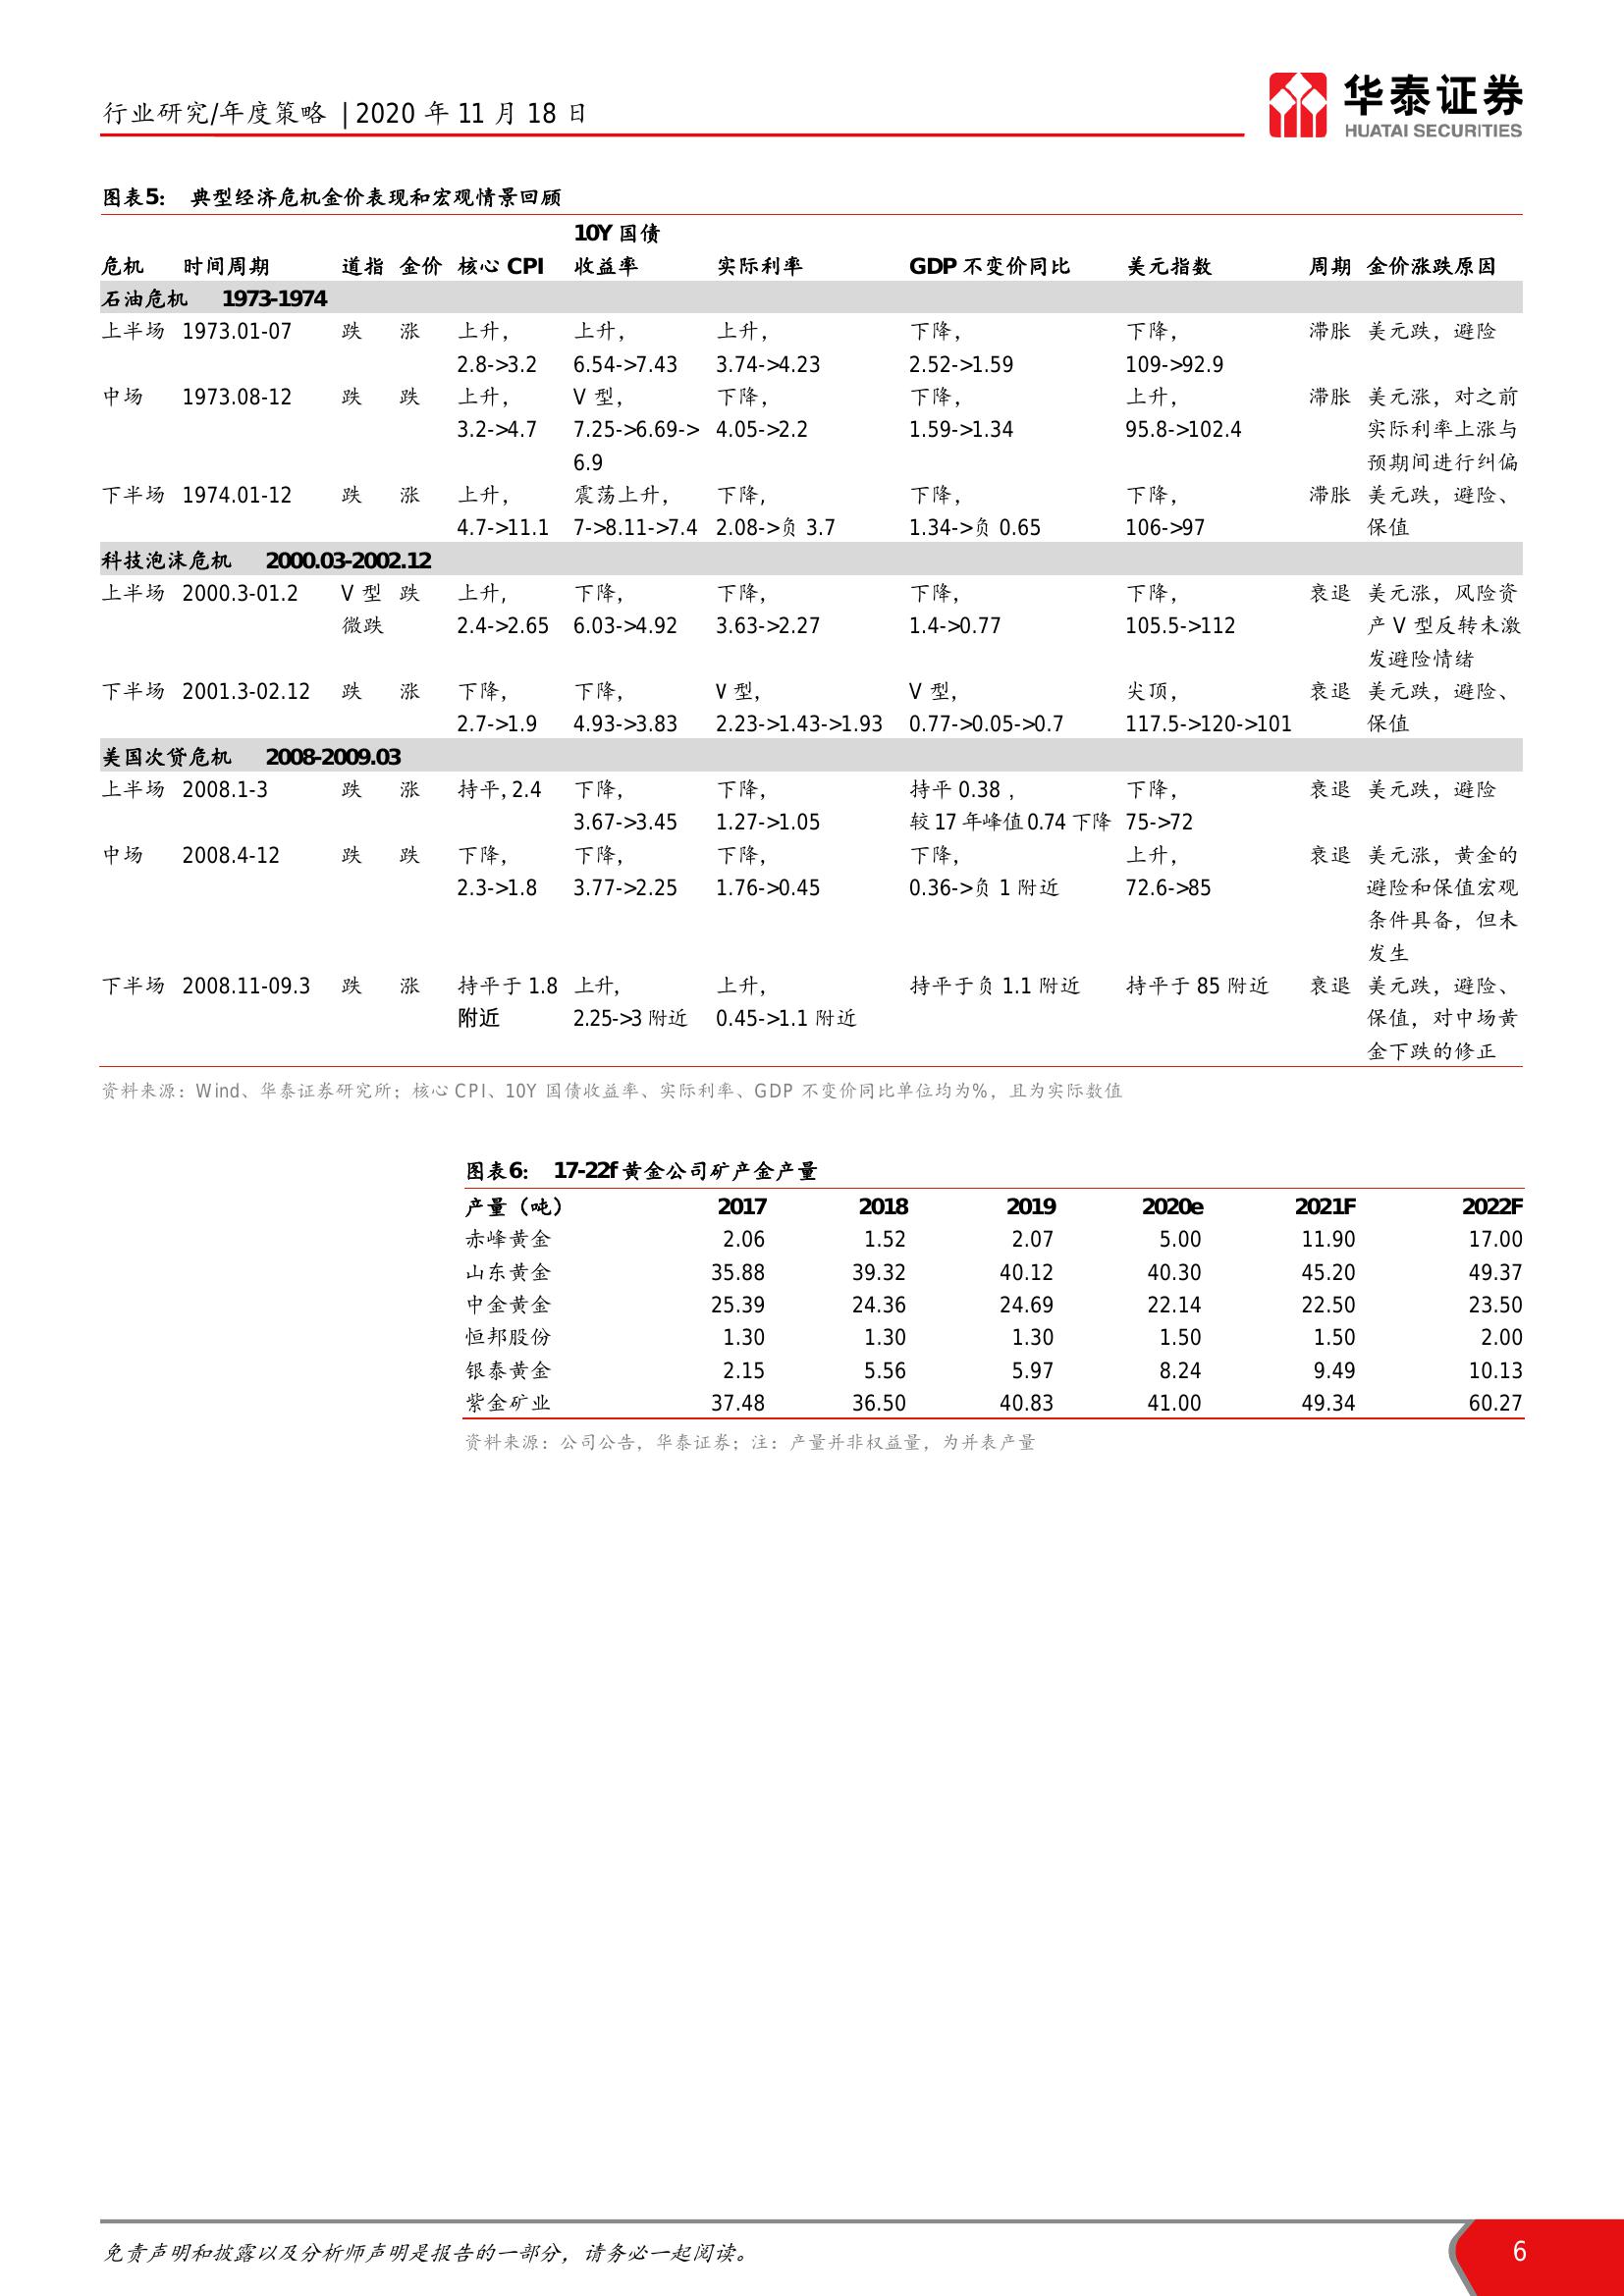 行业研究/年度策略 | 2020 年 11 月 18 日
华泰证券
HUATAI SECURITIES
图表5： 典型经济危机金价表现和宏观情景回顾
10Y 国债
危机 时间周期 道指 金价 核心 CPI 收益率 实际利率 GDP 不变价同比 美元指数 周期 金价涨跌原因
石油危机 1973-1974
上半场 1973.01-07 跌 涨 上升， 上升， 上升， 下降， 下降， 滞胀 美元跌，避险
2.8->3.2 6.54->7.43 3.74->4.23 2.52->1.59 109->92.9
中场 1973.08-12 跌 跌 上升， V 型， 下降， 下降， 上升， 滞胀 美元涨，对之前
3.2->4.7 7.25->6.69-> 4.05->2.2 1.59->1.34 95.8->102.4 实际利率上涨与
6.9 预期间进行纠偏
下半场 1974.01-12 跌 涨 上升， 震荡上升， 下降， 下降， 下降， 滞胀 美元跌，避险、
4.7->11.1 7->8.11->7.4 2.08->负 3.7 1.34->负 0.65 106->97 保值
科技泡沫危机 2000.03-2002.12
上半场 2000.3-01.2 V 型 跌 上升， 下降， 下降， 下降， 下降， 衰退 美元涨，风险资
微跌 2.4->2.65 6.03->4.92 3.63->2.27 1.4->0.77 105.5->112 产 V 型反转未激
发避险情绪
下半场 2001.3-02.12 跌 涨 下降， 下降， V 型， V 型， 尖顶， 衰退 美元跌，避险、
2.7->1.9 4.93->3.83 2.23->1.43->1.93 0.77->0.05->0.7 117.5->120->101 保值
美国次贷危机 2008-2009.03
上半场 2008.1-3 跌 涨 持平, 2.4 下降， 下降， 持平 0.38 ， 下降， 衰退 美元跌，避险
3.67->3.45 1.27->1.05 较 17 年峰值 0.74 下降 75->72
中场 2008.4-12 跌 跌 下降， 下降， 下降， 下降， 上升， 衰退 美元涨，黄金的
2.3->1.8 3.77->2.25 1.76->0.45 0.36->负 1 附近 72.6->85 避险和保值宏观
条件具备，但未
发生
下半场 2008.11-09.3 跌 涨 持平于 1.8 上升， 上升， 持平于负 1.1 附近 持平于 85 附近 衰退 美元跌，避险、
附近 2.25->3 附近 0.45->1.1 附近 保值，对中场黄
金下跌的修正
资料来源：Wind、华泰证券研究所；核心 CPI、10Y 国债收益率、实际利率、GDP 不变价同比单位均为%，且为实际数值
图表6： 17-22f 黄金公司矿产金产量
产量（吨） 2017 2018 2019 2020e 2021F 2022F
赤峰黄金 2.06 1.52 2.07 5.00 11.90 17.00
山东黄金 35.88 39.32 40.12 40.30 45.20 49.37
中金黄金 25.39 24.36 24.69 22.14 22.50 23.50
恒邦股份 1.30 1.30 1.30 1.50 1.50 2.00
银泰黄金 2.15 5.56 5.97 8.24 9.49 10.13
紫金矿业 37.48 36.50 40.83 41.00 49.34 60.27
资料来源：公司公告，华泰证券；注：产量并非权益量，为并表产量
免责声明和披露以及分析师声明是报告的一部分，请务必一起阅读。
6